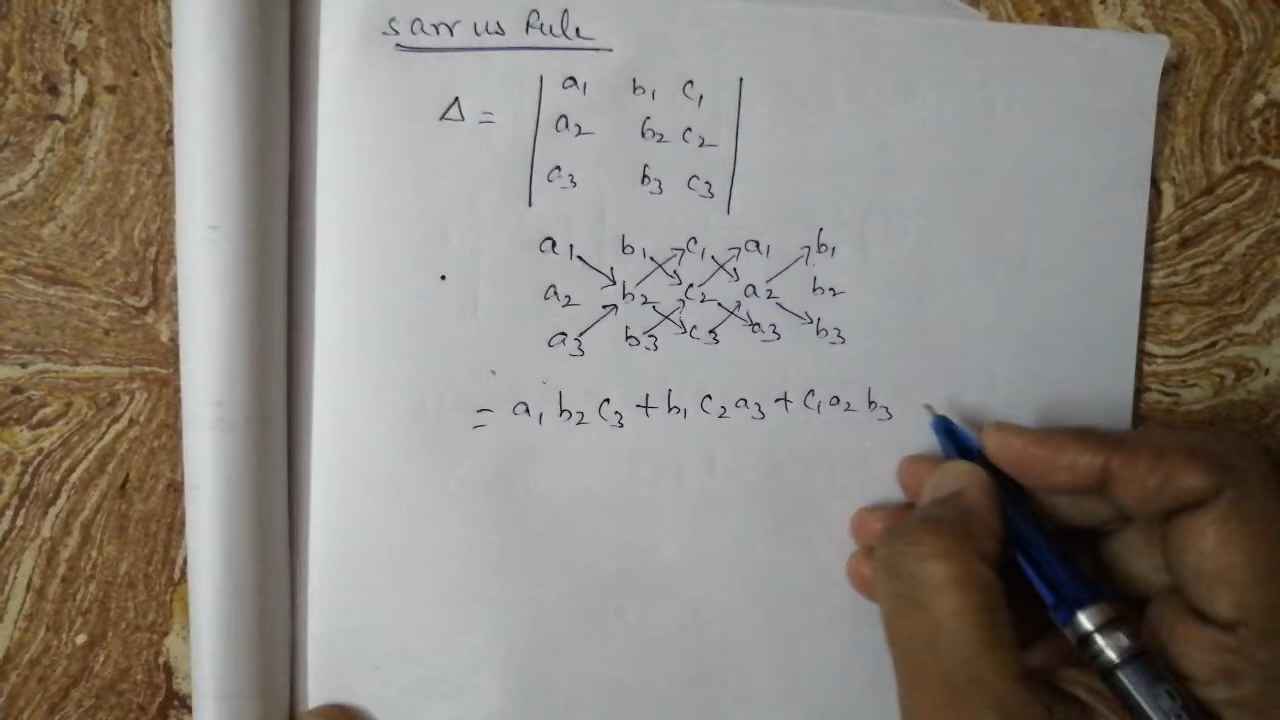 Sarrus Rule
Δ = | a₁ b₁ c₁ |
| a₂ b₂ c₂ |
| c₃ b₃ c₃ |
a₁ b₁ c₁ a₁ b₁
a₂ b₂ c₂ a₂ b₂
a₃ b₃ c₃ a₃ b₃
= a₁ b₂ c₃ + b₁ c₂ a₃ + c₁ a₂ b₃